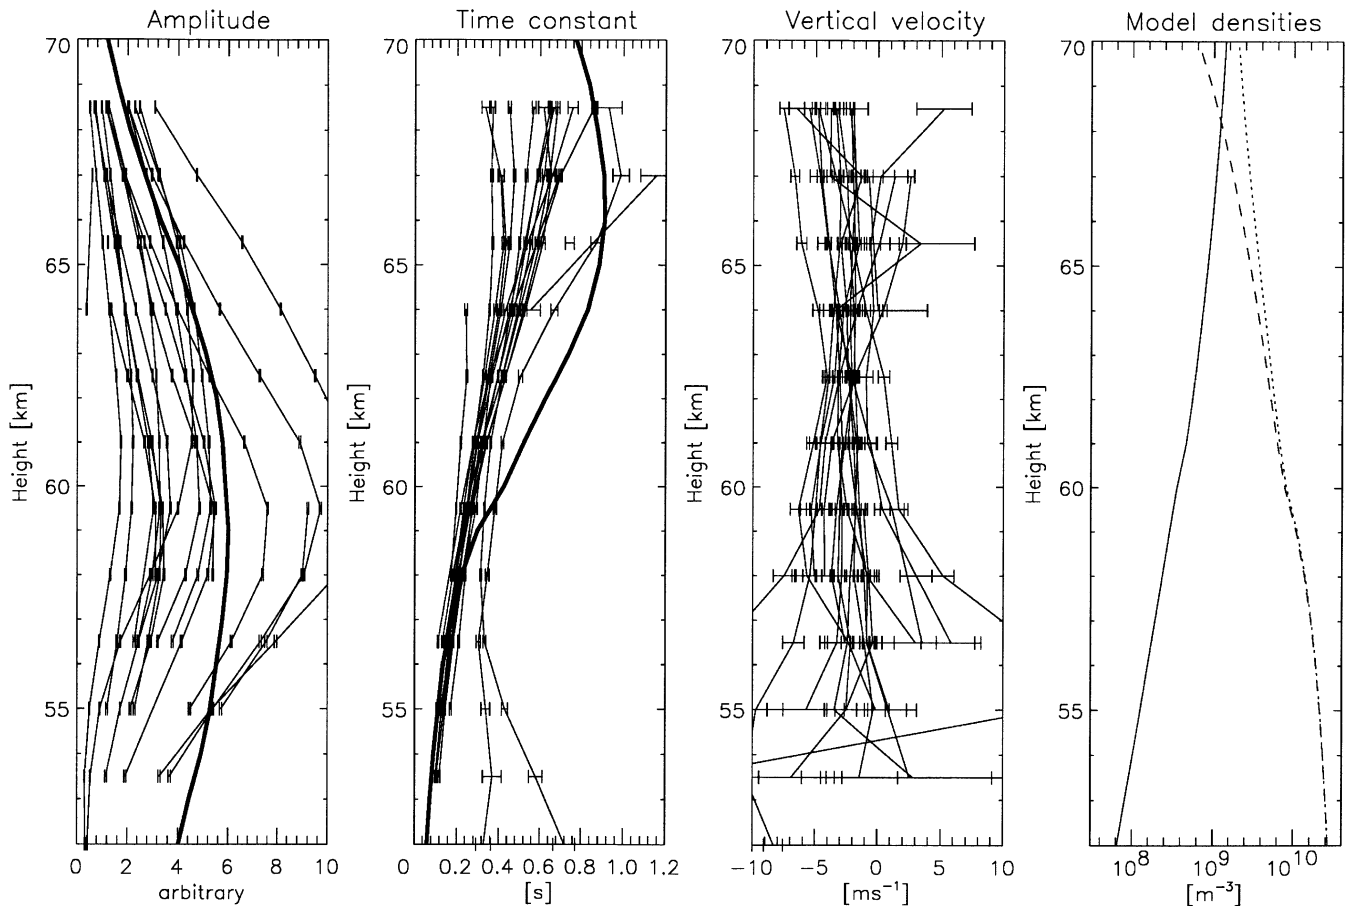 Amplitude
Time constant
Vertical velocity
Model densities
70
70
70
70
65
65
65
65
60
60
60
60
55
55
55
55
Height [km]
Height [km]
Height [km]
Height [km]
0 2 4 6 8 10
0 0.2 0.4 0.6 0.8 1.0 1.2
-10 -5 0 5 10
10⁸ 10⁹ 10¹⁰
arbitrary
[s]
[ms⁻¹]
[m⁻³]